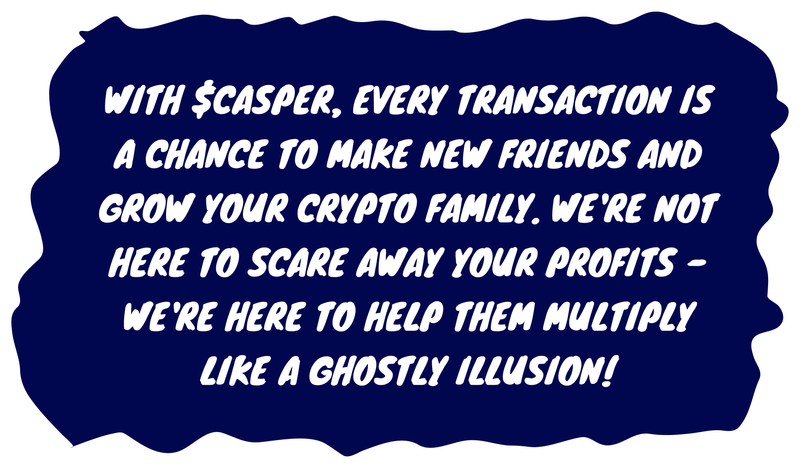 WITH $CASPER, EVERY TRANSACTION IS
A CHANCE TO MAKE NEW FRIENDS AND
GROW YOUR CRYPTO FAMILY. WE'RE NOT
HERE TO SCARE AWAY YOUR PROFITS -
WE'RE HERE TO HELP THEM MULTIPLY
LIKE A GHOSTLY ILLUSION!